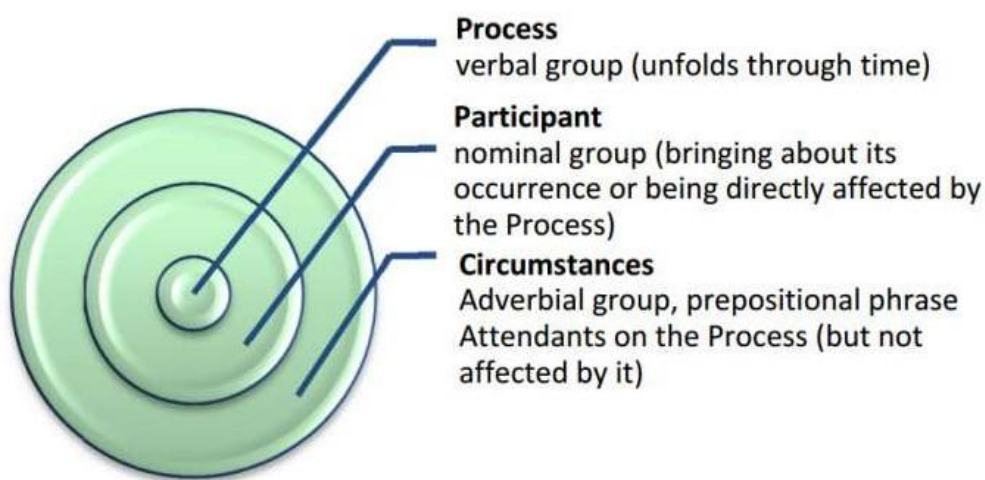 Process
verbal group (unfolds through time)
Participant
nominal group (bringing about its
occurrence or being directly affected by
the Process)
Circumstances
Adverbial group, prepositional phrase
Attendants on the Process (but not
affected by it)